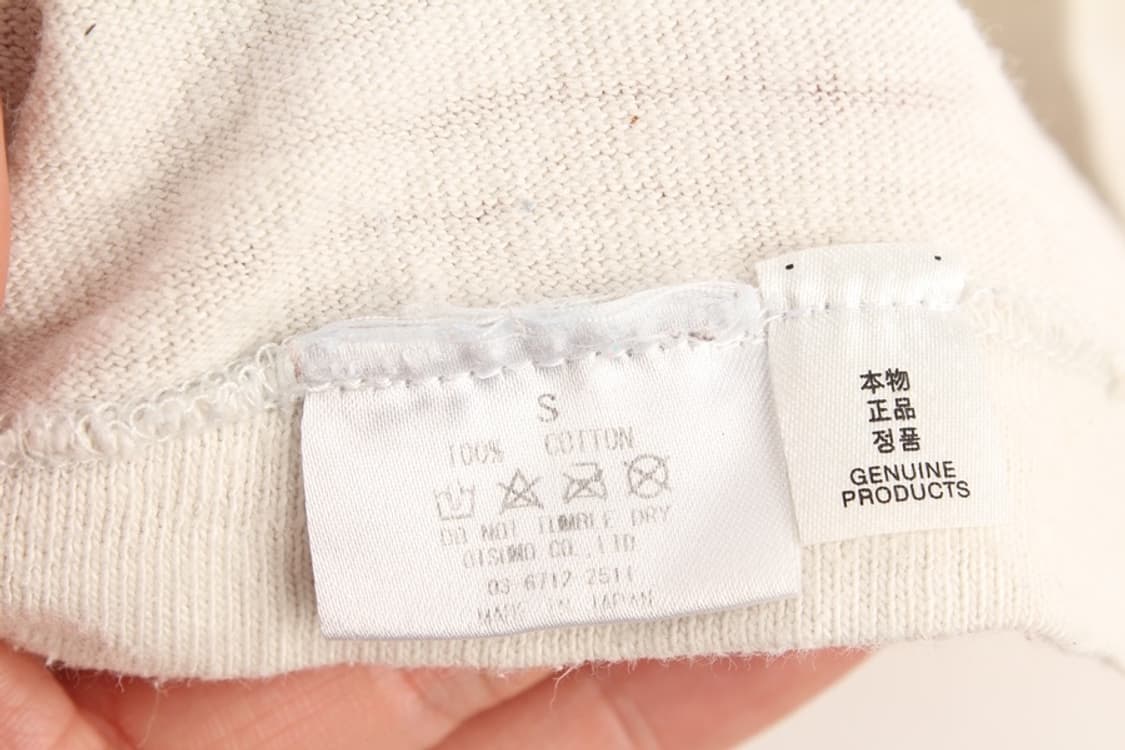 S
100% COTTON
DO NOT TUMBLE DRY
CO.,LTD
03 6712 2511
MADE IN JAPAN
本物
正品
정품
GENUINE
PRODUCTS